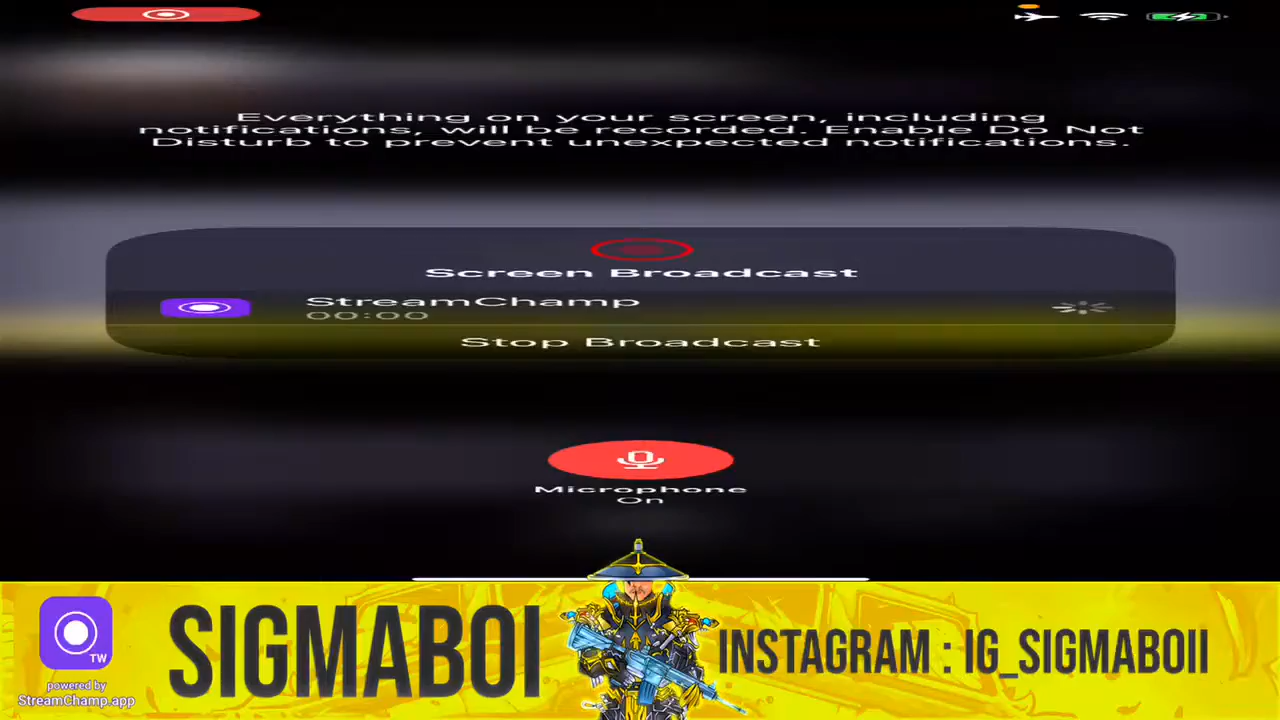 Everything on your screen, including
notifications, will be recorded. Enable Do Not
Disturb to prevent unexpected notifications.
Screen Broadcast
StreamChamp
00:00
Stop Broadcast
Microphone
On
TW
powered by
StreamChamp.app
SIGMABOI
INSTAGRAM : IG_SIGMABOII